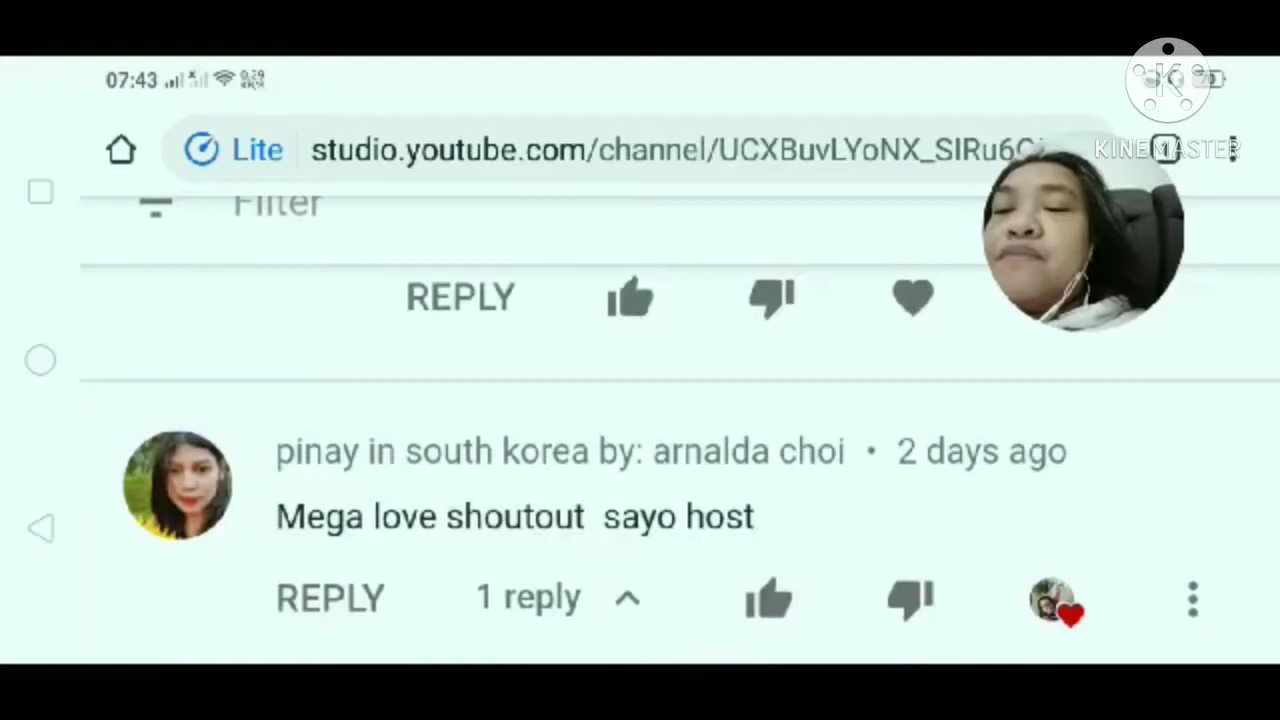 07:43
KINEMASTER
Lite studio.youtube.com/channel/UCXBuvLYoNX_SIRu6
Filter
REPLY
pinay in south korea by: arnalda choi • 2 days ago
Mega love shoutout sayo host
REPLY 1 reply